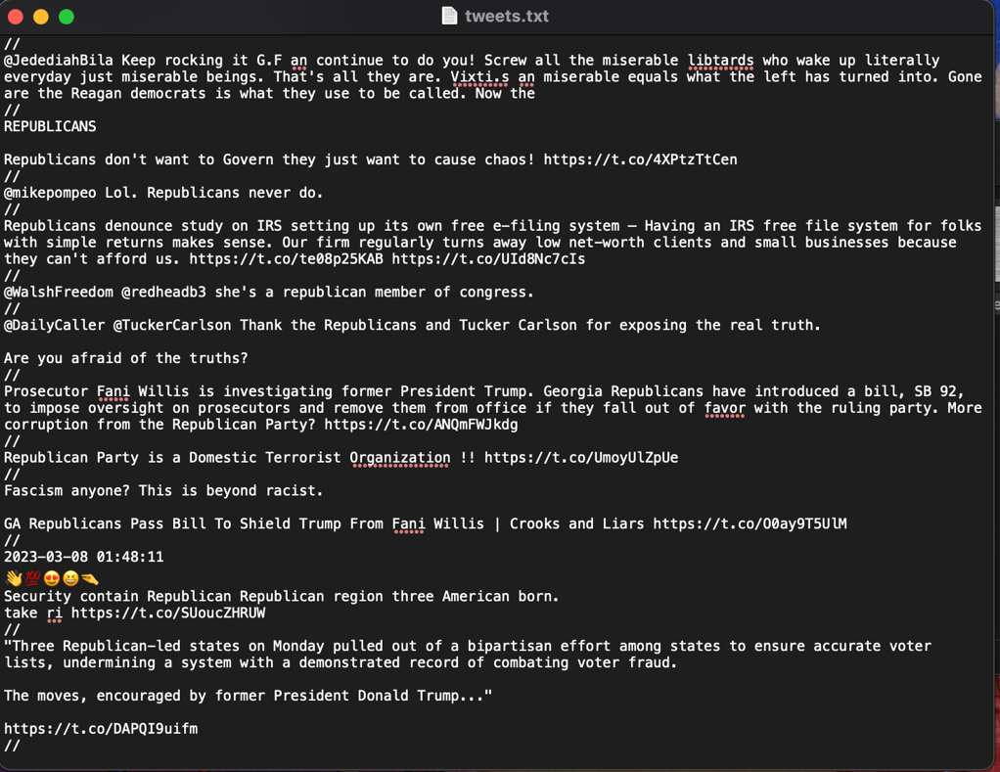 tweets.txt
//
@JedediahBila Keep rocking it G.F an continue to do you! Screw all the miserable libtards who wake up literally
everyday just miserable beings. That's all they are. Vixti.s an miserable equals what the left has turned into. Gone
are the Reagan democrats is what they use to be called. Now the
//
REPUBLICANS
Republicans don't want to Govern they just want to cause chaos! https://t.co/4XPtzTtCen
//
@mikepompeo Lol. Republicans never do.
//
Republicans denounce study on IRS setting up its own free e-filing system – Having an IRS free file system for folks
with simple returns makes sense. Our firm regularly turns away low net-worth clients and small businesses because
they can't afford us. https://t.co/te08p25KAB https://t.co/UId8Nc7cIs
//
@WalshFreedom @redheadb3 she's a republican member of congress.
//
@DailyCaller @TuckerCarlson Thank the Republicans and Tucker Carlson for exposing the real truth.
Are you afraid of the truths?
//
Prosecutor Fani Willis is investigating former President Trump. Georgia Republicans have introduced a bill, SB 92,
to impose oversight on prosecutors and remove them from office if they fall out of favor with the ruling party. More
corruption from the Republican Party? https://t.co/ANQmFWJkdg
//
Republican Party is a Domestic Terrorist Organization !! https://t.co/UmoyUlZpUe
//
Fascism anyone? This is beyond racist.
GA Republicans Pass Bill To Shield Trump From Fani Willis | Crooks and Liars https://t.co/O0ay9T5UlM
//
2023-03-08 01:48:11
👋💯😍😆🤏
Security contain Republican Republican region three American born.
take ri https://t.co/SUoucZHRUW
//
"Three Republican-led states on Monday pulled out of a bipartisan effort among states to ensure accurate voter
lists, undermining a system with a demonstrated record of combating voter fraud.
The moves, encouraged by former President Donald Trump..."
https://t.co/DAPQI9uifm
//